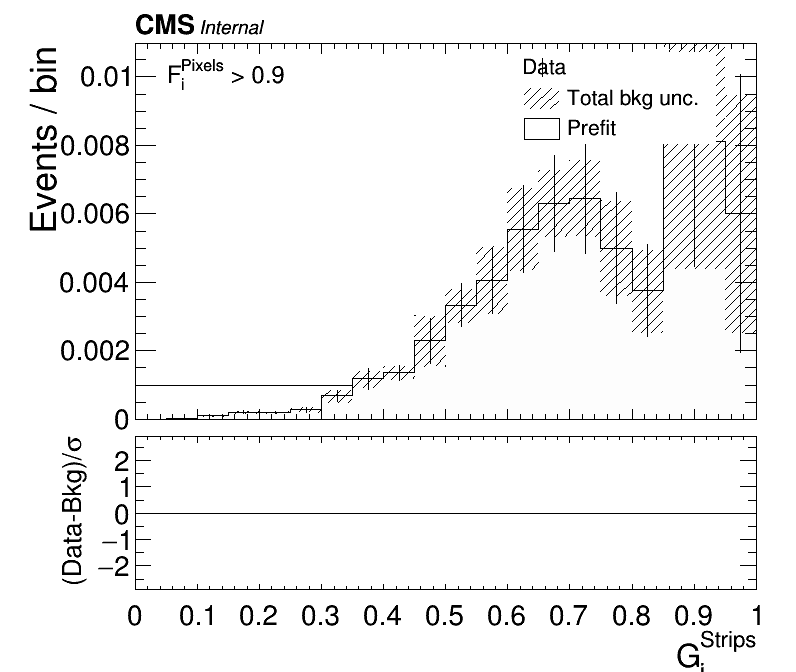 CMS Internal
F_i^Pixels > 0.9
Data
Total bkg unc.
Prefit
Events / bin
0.01
0.008
0.006
0.004
0.002
0
(Data-Bkg)/σ
2
1
0
−1
−2
0 0.1 0.2 0.3 0.4 0.5 0.6 0.7 0.8 0.9 1
G_i^Strips